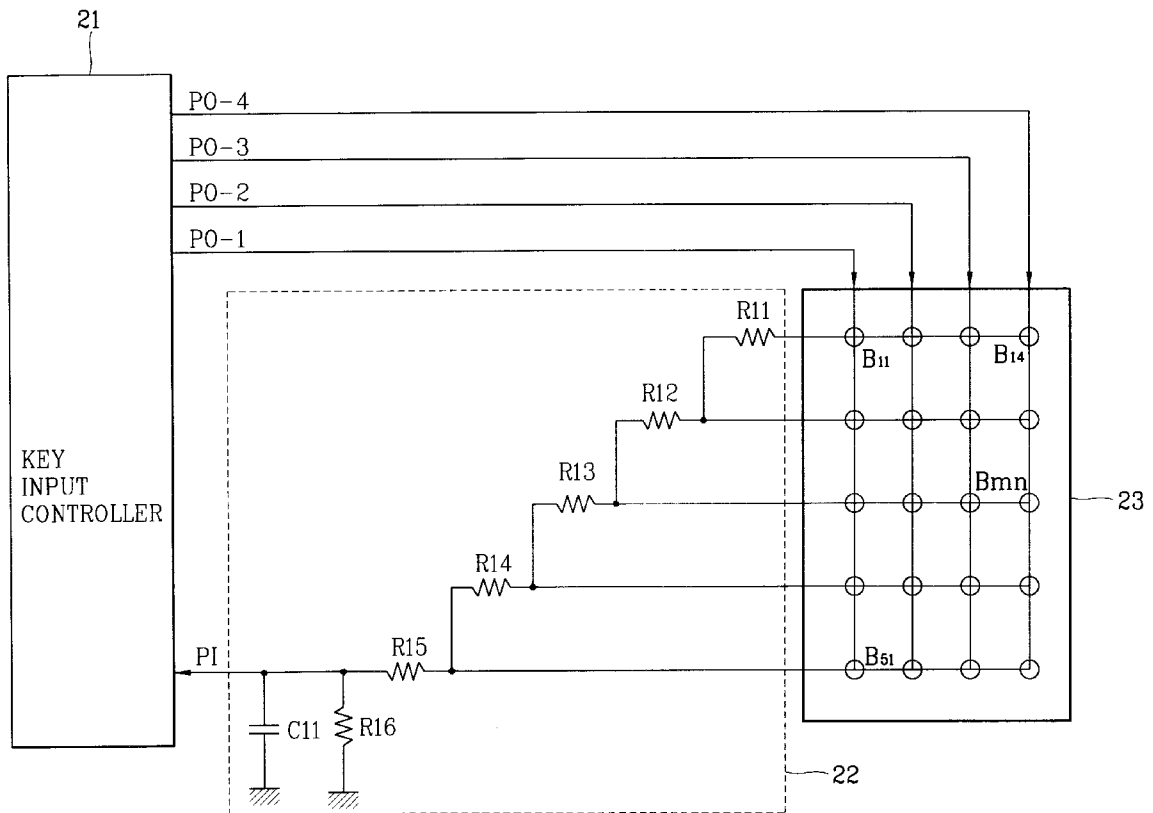 21
PO-4
PO-3
PO-2
PO-1
R11
B11
B14
R12
R13
Bmn
KEY
INPUT
CONTROLLER
23
R14
PI
R15
B51
C11
R16
22